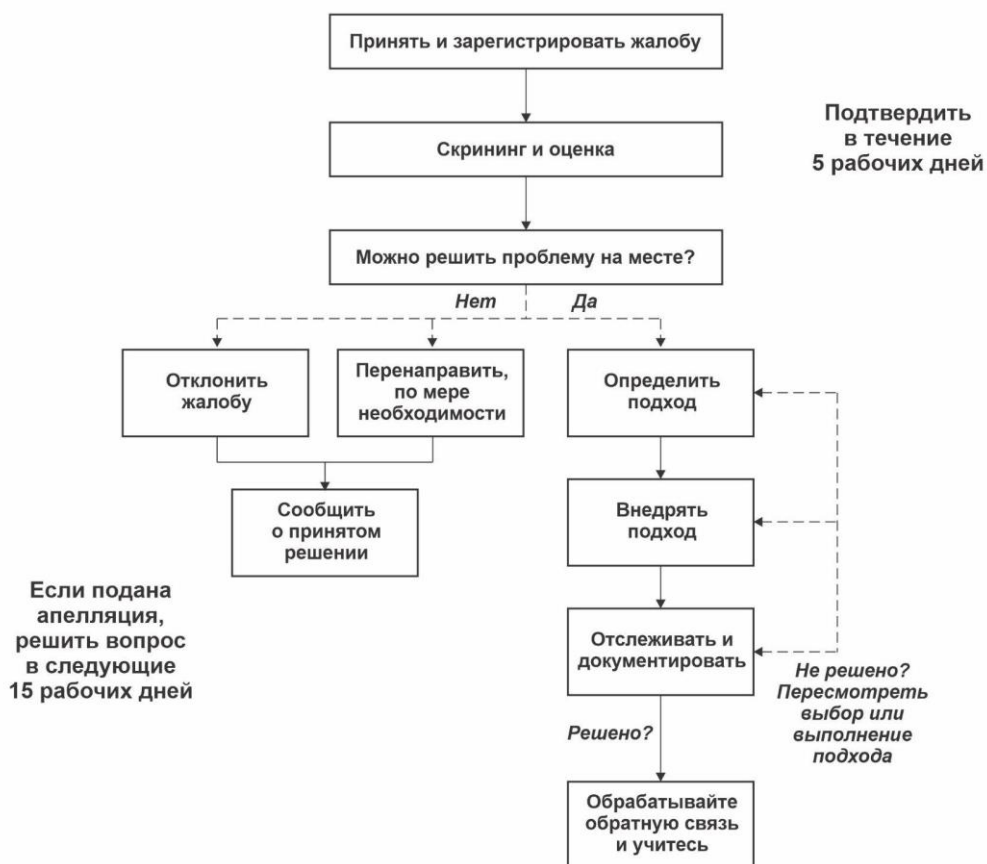 Принять и зарегистрировать жалобу
Подтвердить
в течение
5 рабочих дней
Скрининг и оценка
Можно решить проблему на месте?
Нет
Да
Отклонить
жалобу
Перенаправить,
по мере
необходимости
Определить
подход
Сообщить
о принятом
решении
Внедрять
подход
Если подана
апелляция,
решить вопрос
в следующие
15 рабочих дней
Отслеживать и
документировать
Не решено?
Пересмотреть
выбор или
выполнение
подхода
Решено?
Обрабатывайте
обратную связь
и учитесь